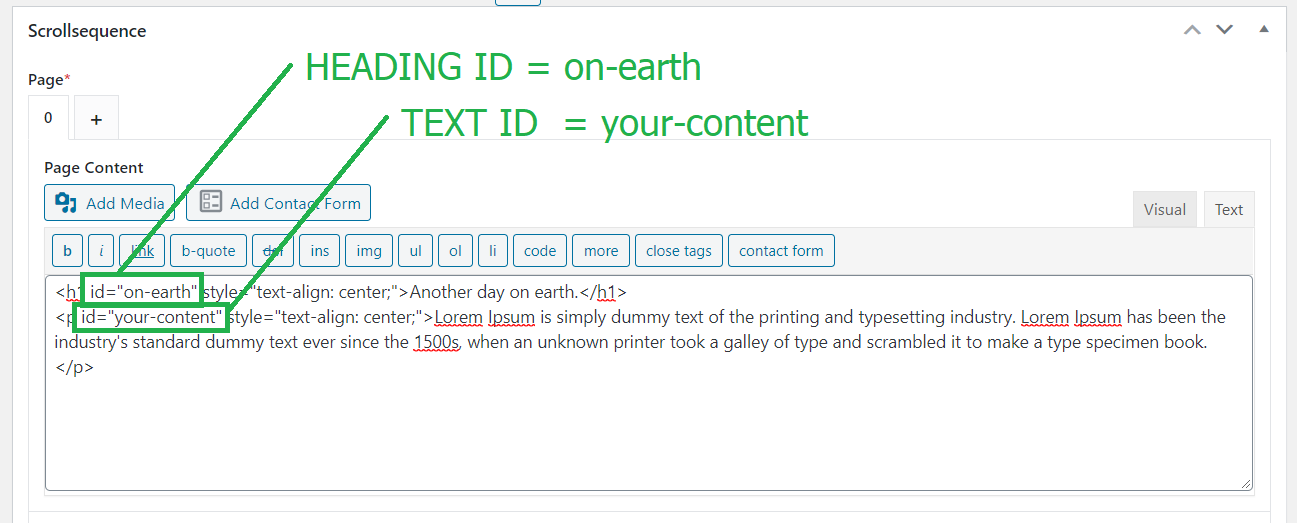 Scrollsequence
HEADING ID = on-earth
Page*
TEXT ID = your-content
0 +
Page Content
Add Media Add Contact Form
Visual Text
b i link b-quote del ins img ul ol li code more close tags contact form
<h1 id="on-earth" style="text-align: center;">Another day on earth.</h1>
<p id="your-content" style="text-align: center;">Lorem Ipsum is simply dummy text of the printing and typesetting industry. Lorem Ipsum has been the
industry's standard dummy text ever since the 1500s, when an unknown printer took a galley of type and scrambled it to make a type specimen book.
</p>